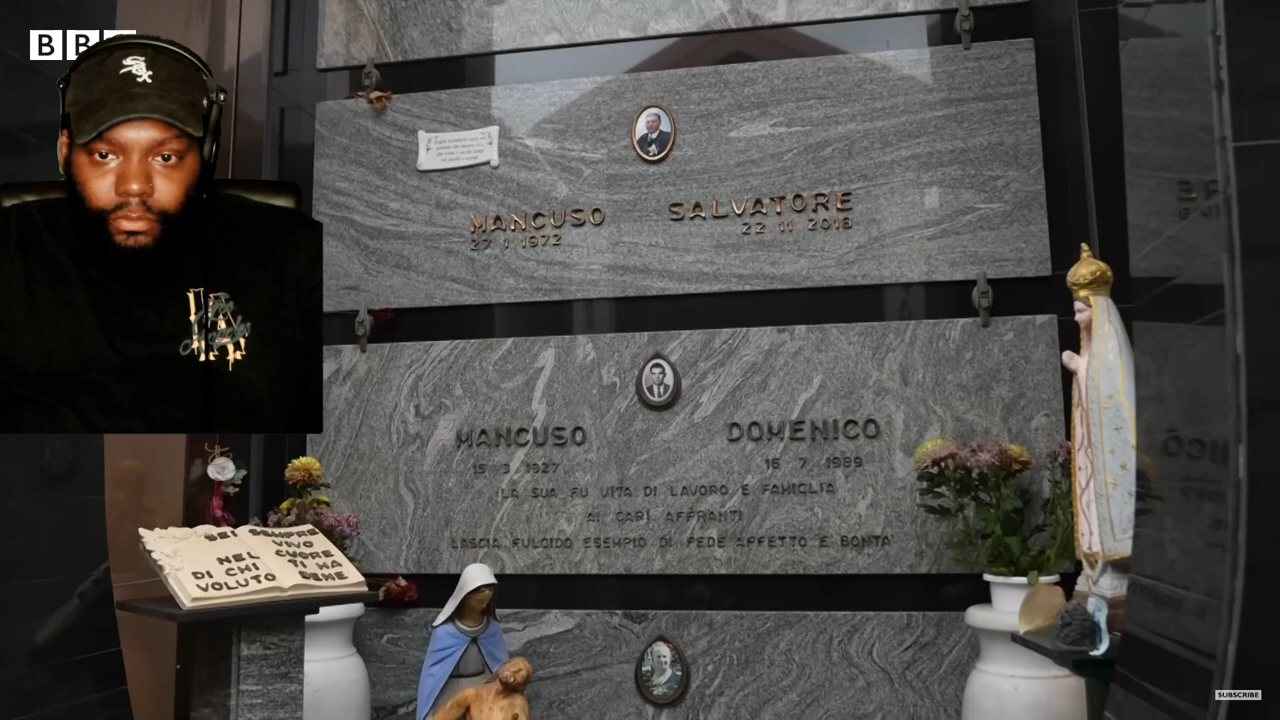 BBC
Sox
MANCUSO SALVATORE
27 1 1972 22 11 2018
MANCUSO DOMENICO
15 3 1927 16 7 1989
LA SUA FU VITA DI LAVORO E FAMIGLIA
AI CARI AFFRANTI
LASCIA FULGIDO ESEMPIO DI FEDE AFFETTO E BONTA
SEI SEMPRE
VIVO
NEL CUORE
DI CHI TI HA
VOLUTO BENE
SUBSCRIBE